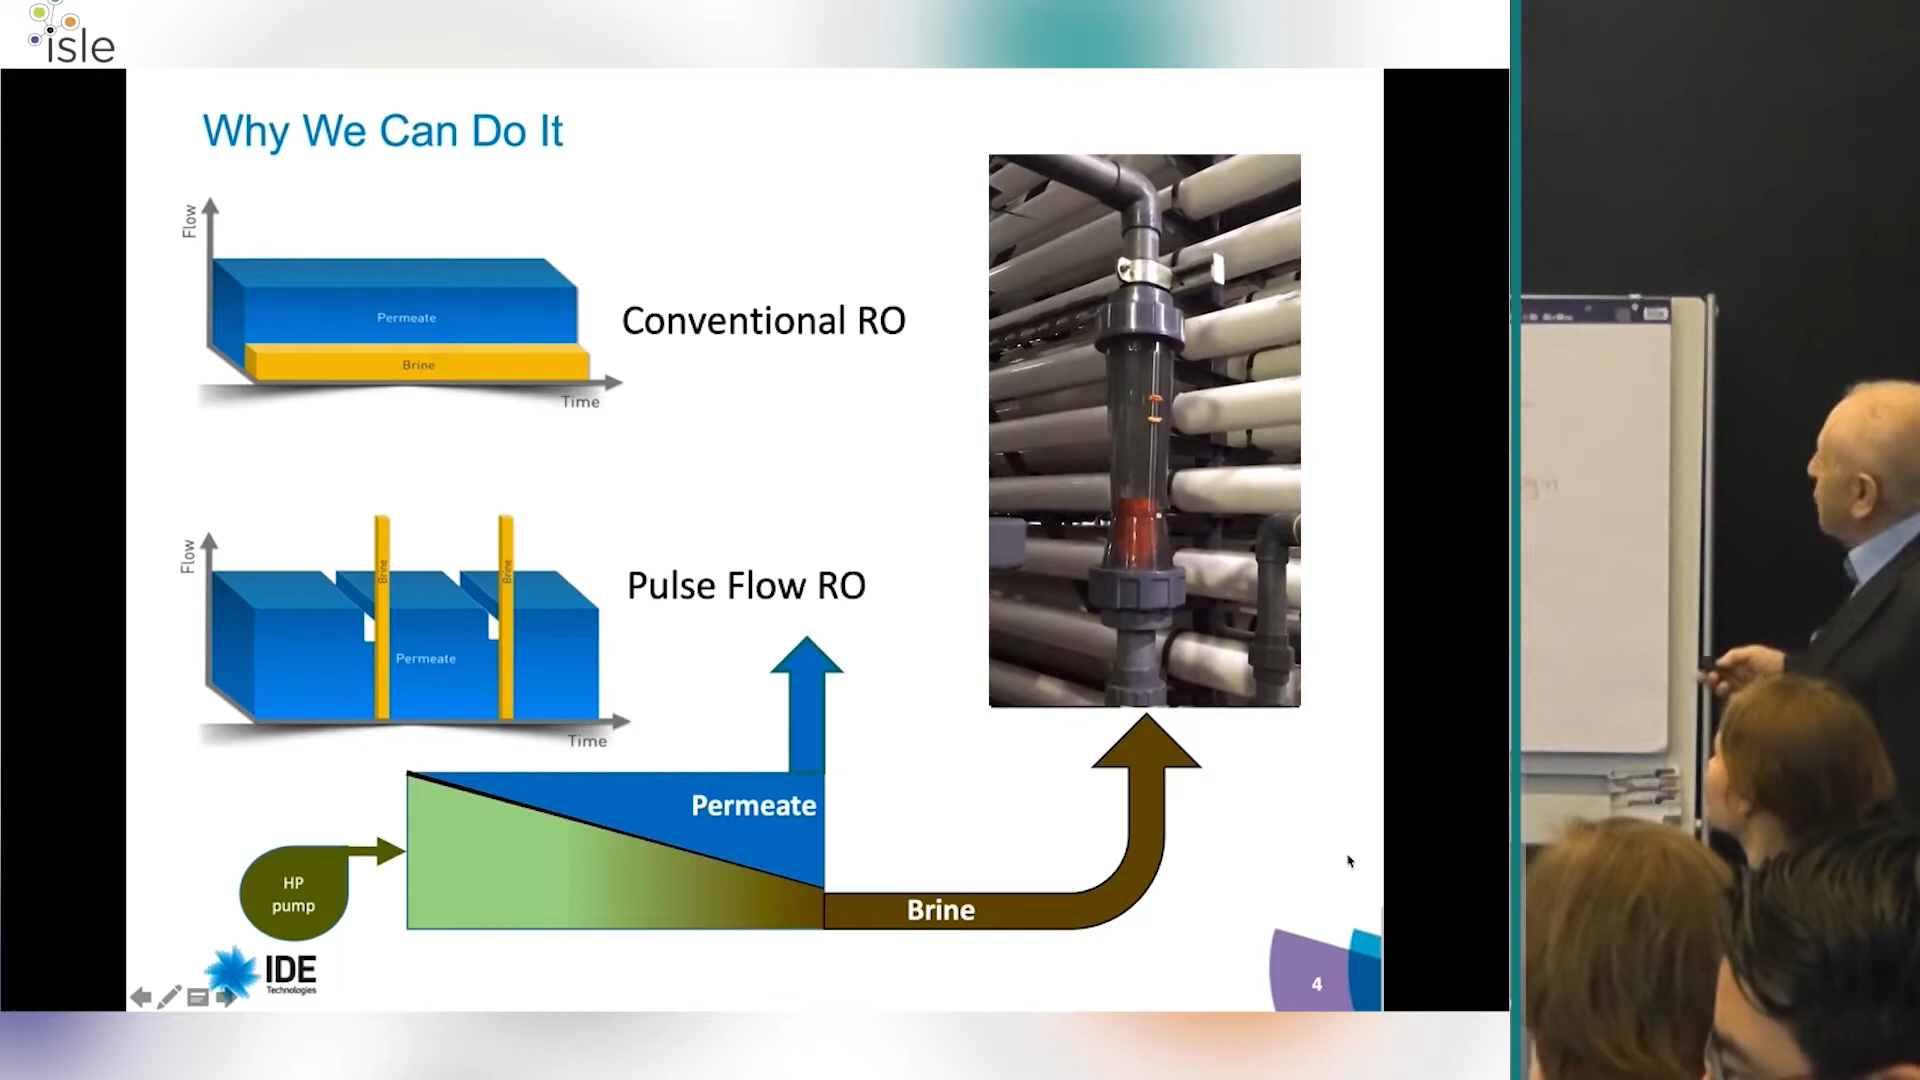 isle
Why We Can Do It
Flow
Permeate
Brine
Time
Conventional RO
Flow
Brine
Brine
Permeate
Time
Pulse Flow RO
Permeate
HP
pump
Brine
IDE
Technologies
4